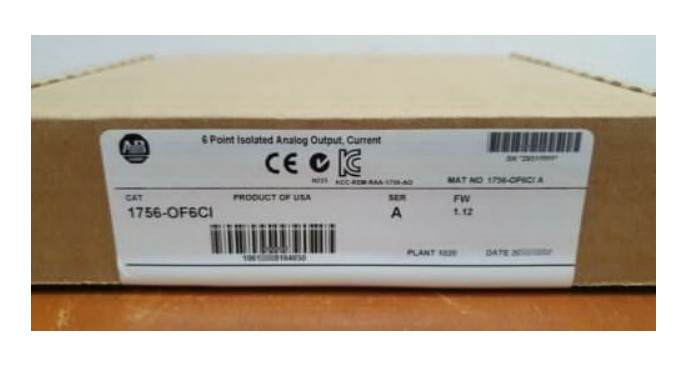 AB
6 Point Isolated Analog Output, Current
CE
N223 KCC-REM-RAA-1756-AO
MAT NO 1756-OF6CI A
CAT PRODUCT OF USA SER FW
1756-OF6CI A 1.12
PLANT 1020 DATE